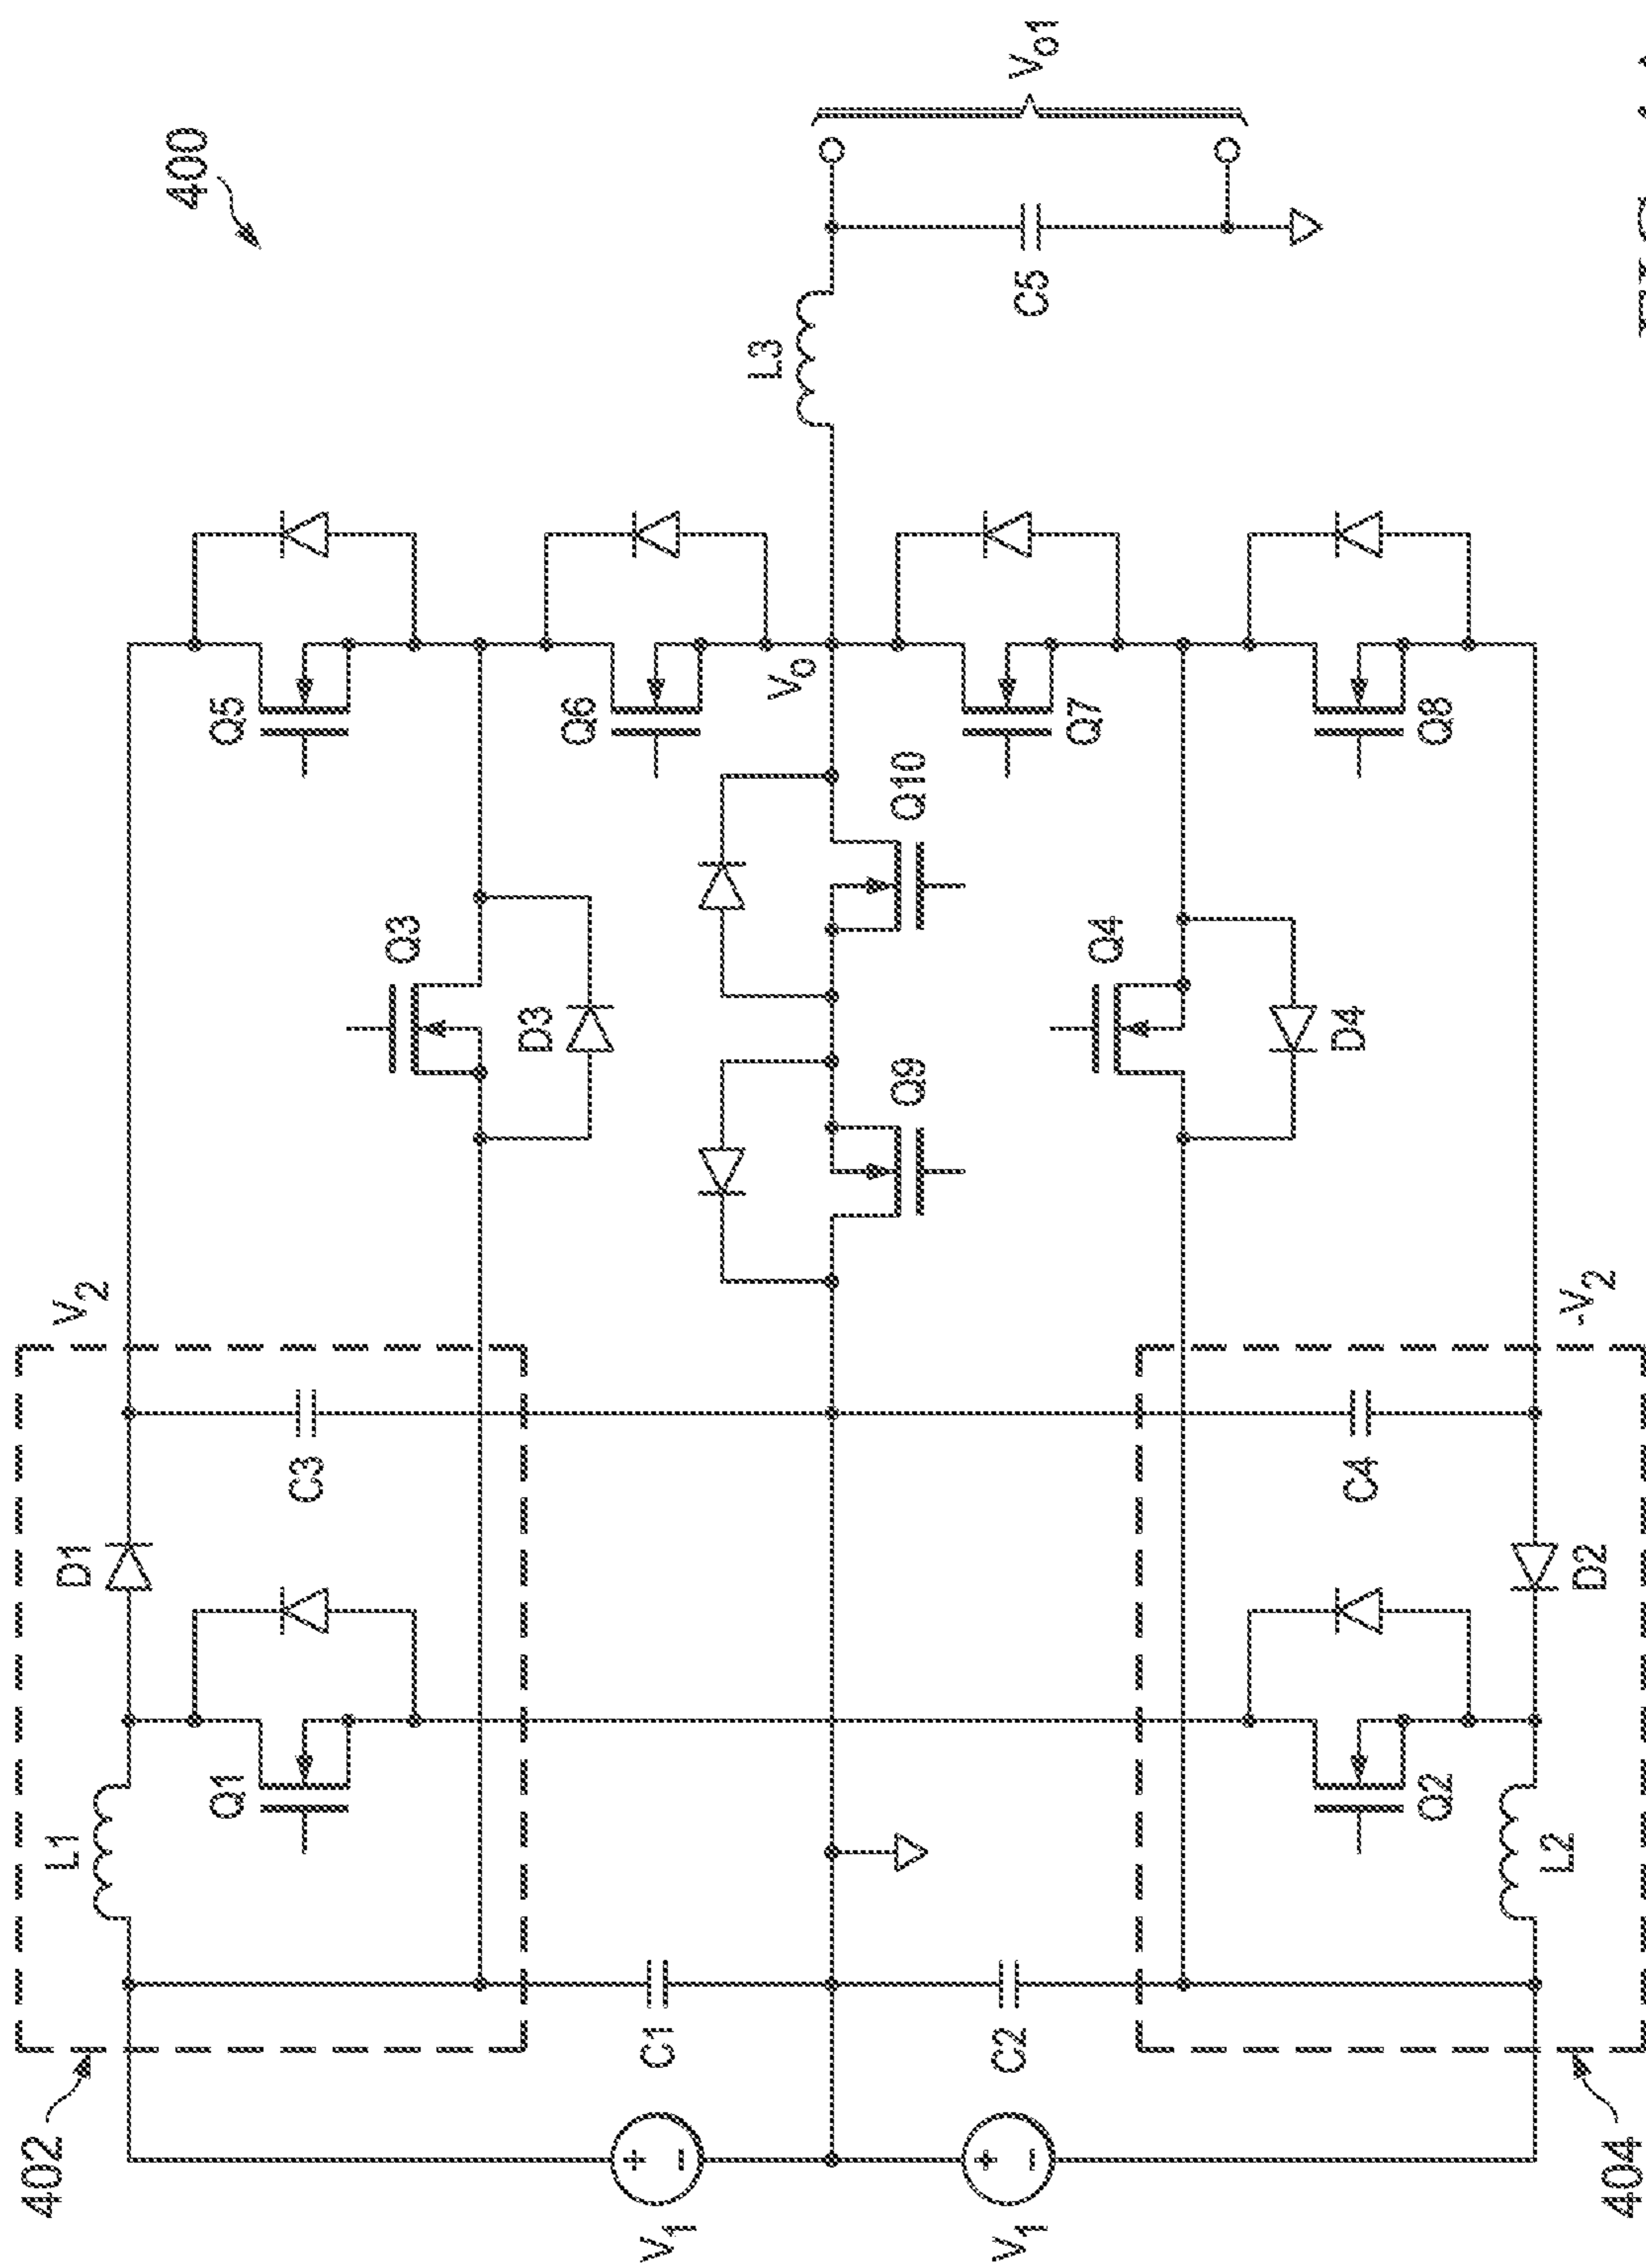 400
402
L1
D1
V2
Q1
C3
Q5
Q3
D3
Q6
V1
+
-
C1
Vo
L3
Vo1
C5
Q9
Q10
V1
+
-
C2
Q7
Q4
D4
Q2
C4
Q8
L2
D2
-V2
404